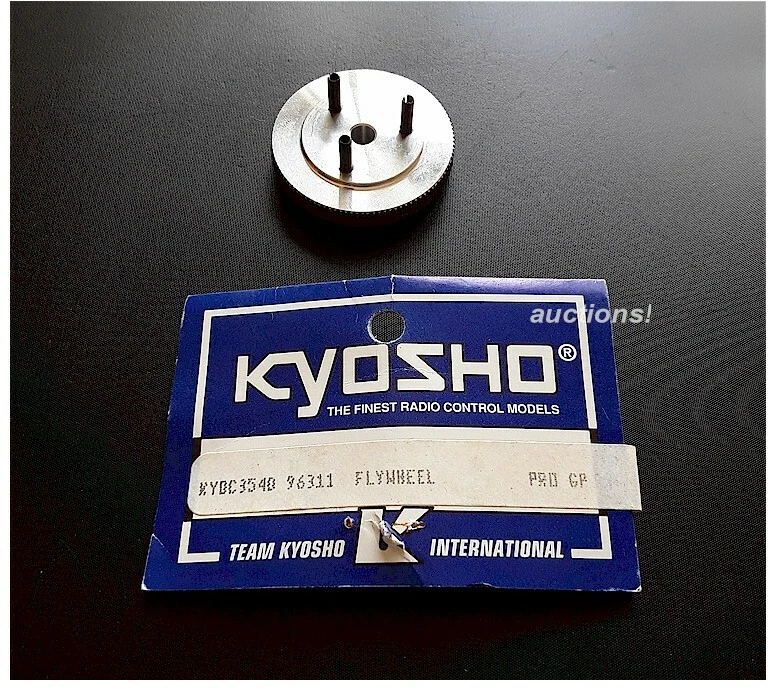 auctions!
KYOSHO®
THE FINEST RADIO CONTROL MODELS
KYOC3540 96311 FLYWHEEL PRO GP
TEAM KYOSHO K INTERNATIONAL